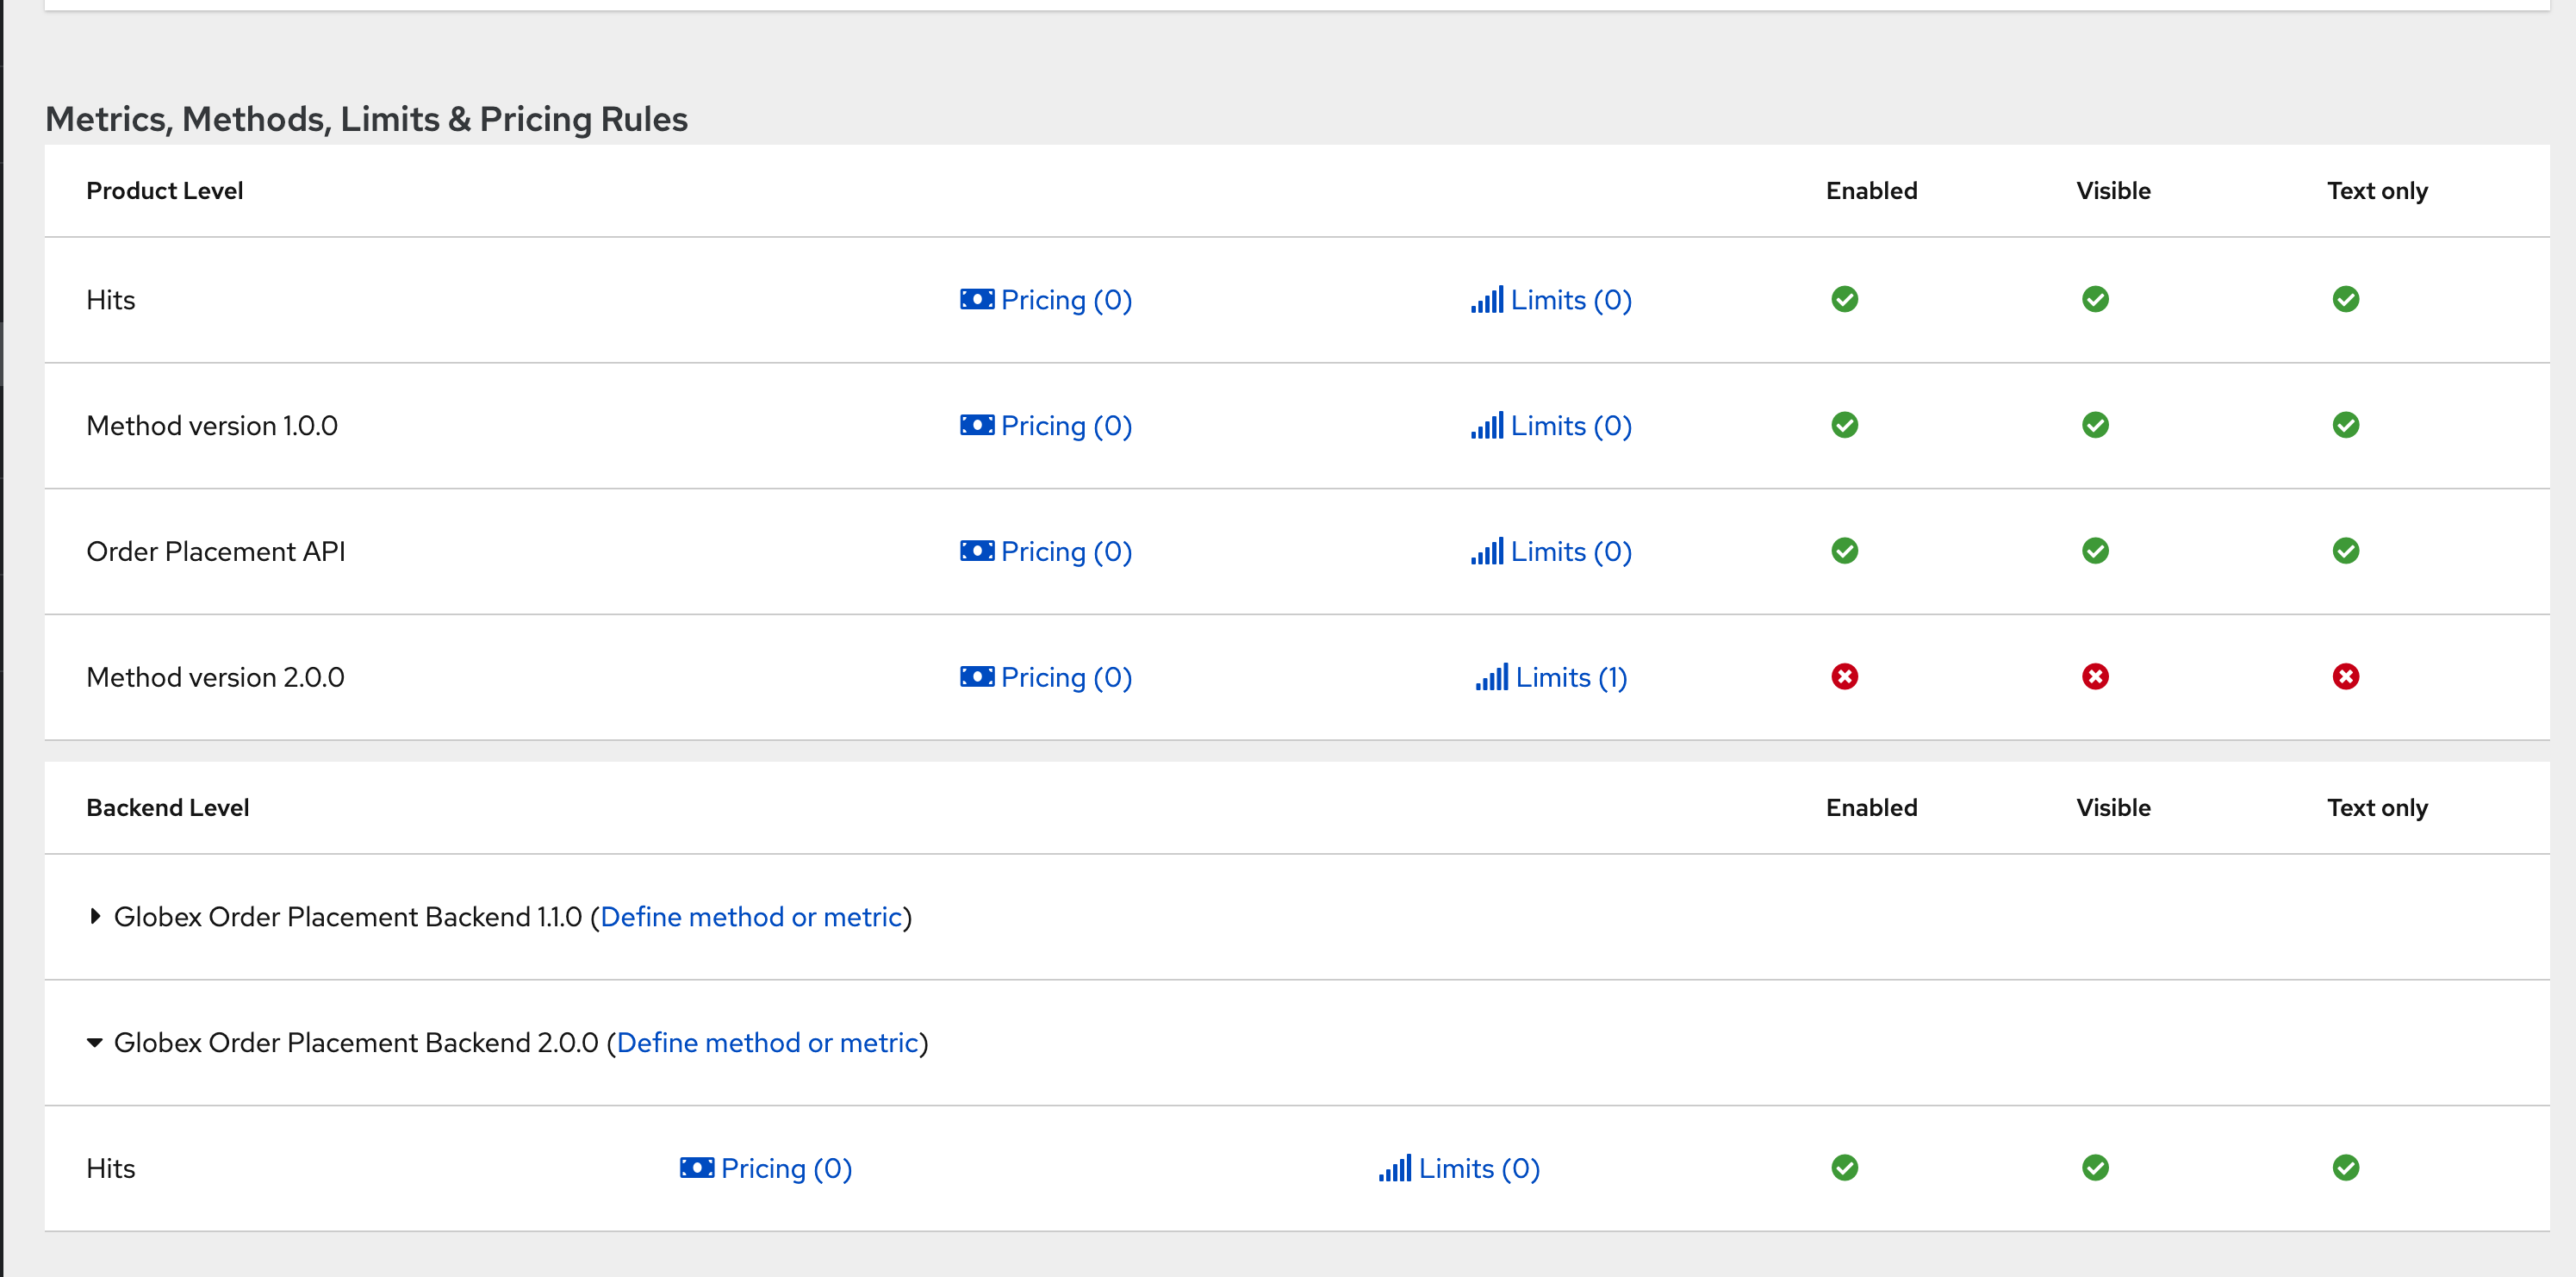 Metrics, Methods, Limits & Pricing Rules
Product Level Enabled Visible Text only
Hits Pricing (0) Limits (0)
Method version 1.0.0 Pricing (0) Limits (0)
Order Placement API Pricing (0) Limits (0)
Method version 2.0.0 Pricing (0) Limits (1)
Backend Level Enabled Visible Text only
Globex Order Placement Backend 1.1.0 (Define method or metric)
Globex Order Placement Backend 2.0.0 (Define method or metric)
Hits Pricing (0) Limits (0)